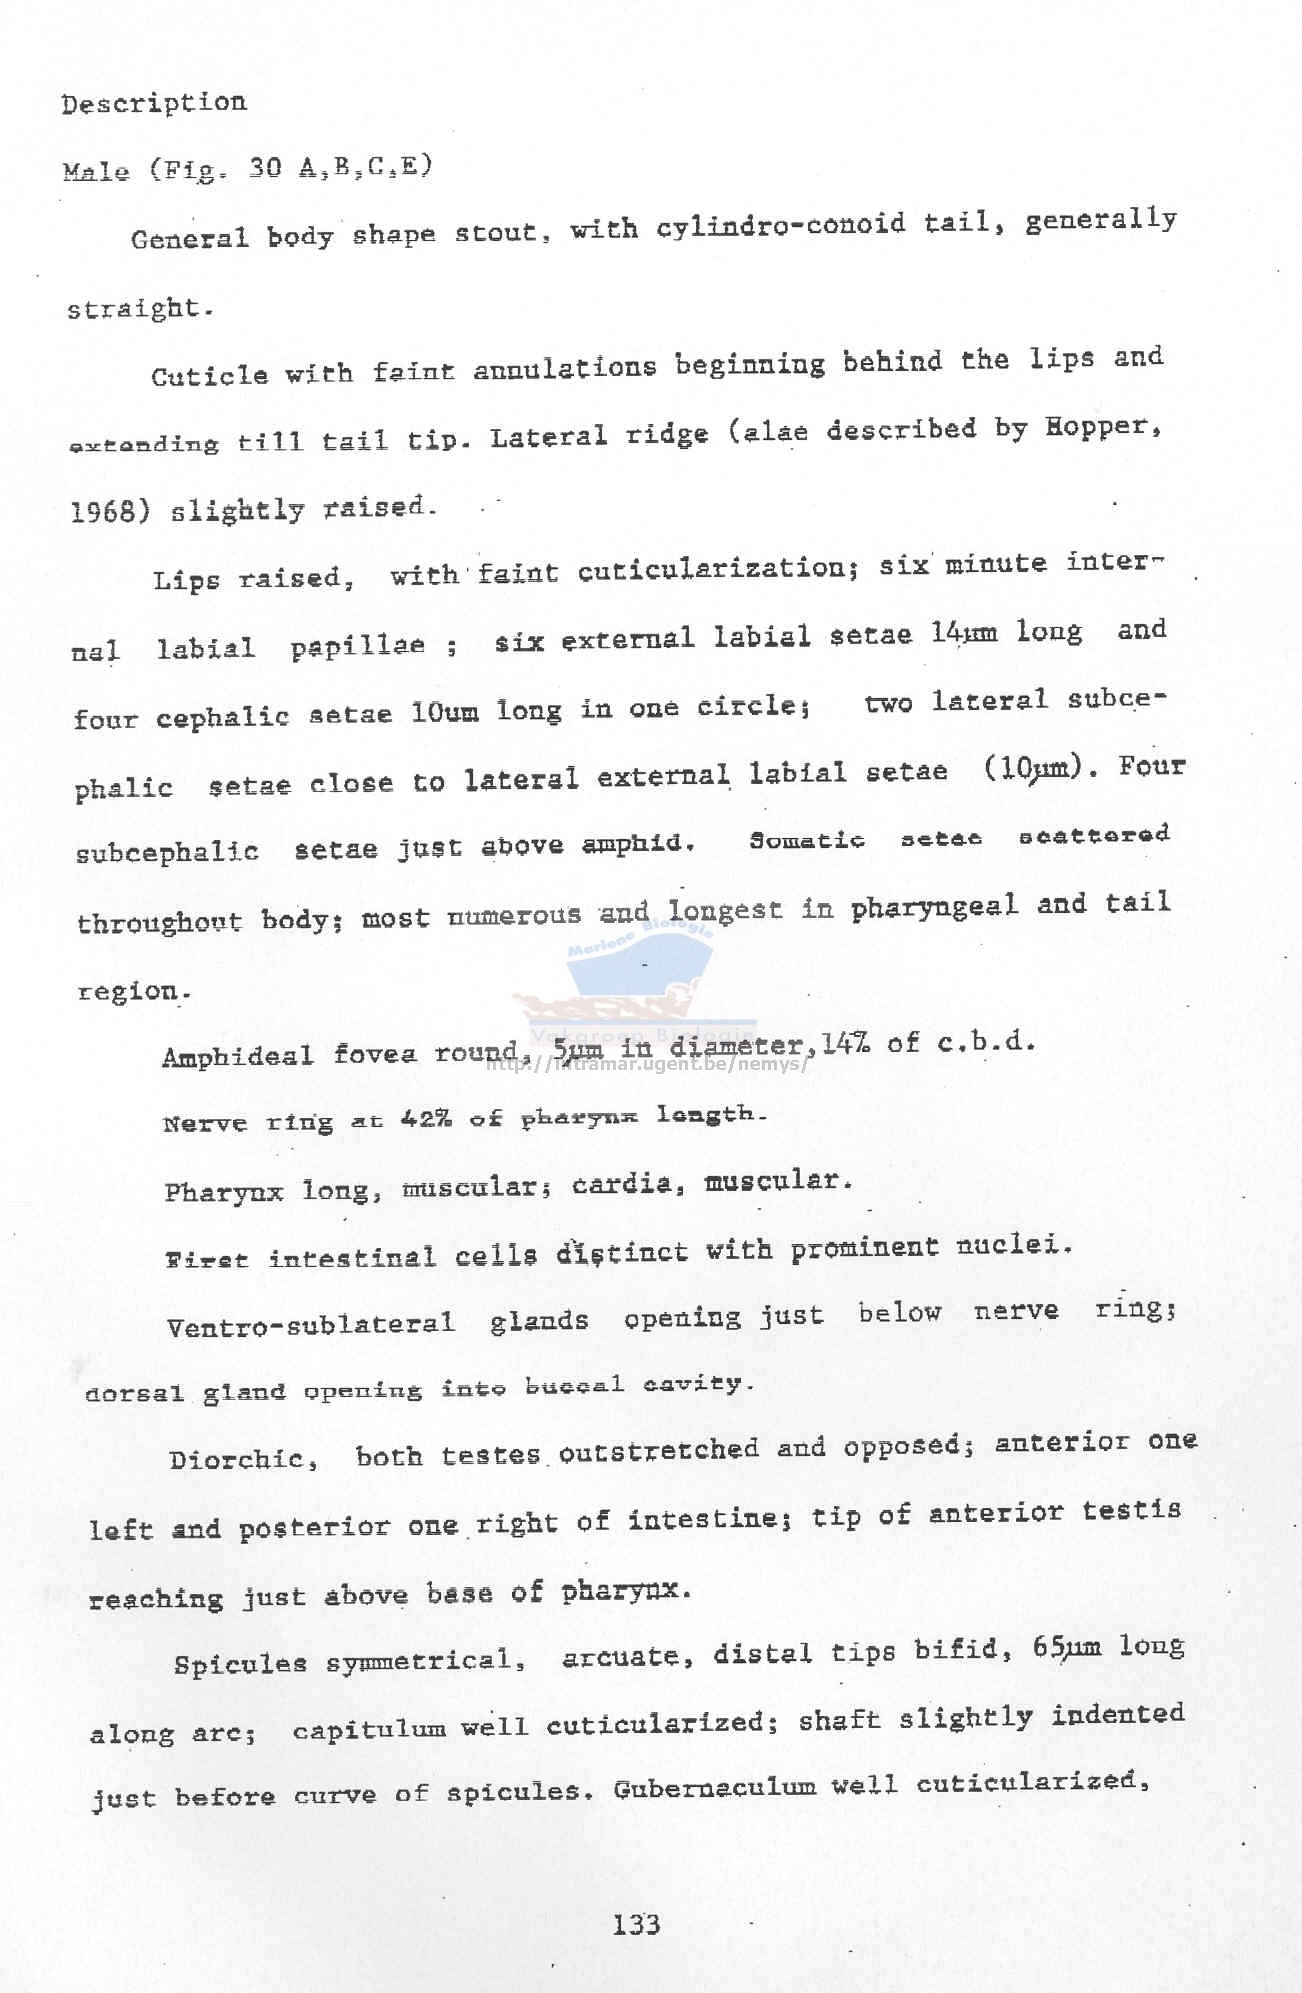 Description
Male (Fig. 30 A,B,C,E)
General body shape stout, with cylindro-conoid tail, generally
straight.
Cuticle with faint annulations beginning behind the lips and
extending till tail tip. Lateral ridge (alae described by Hopper,
1968) slightly raised.
Lips raised, with faint cuticularization; six minute inter-
nal labial papillae ; six external labial setae 14µm long and
four cephalic setae 10um long in one circle; two lateral subce-
phalic setae close to lateral external labial setae (10µm). Four
subcephalic setae just above amphid. Somatic setae scattered
throughout body; most numerous and longest in pharyngeal and tail
Mariene Biologie
region.
Vakgroep Biologie
Amphideal fovea round, 5µm in diameter,14% of c.b.d.
http://intramar.ugent.be/nemys/
Nerve ring at 42% of pharynx length.
Pharynx long, muscular; cardia, muscular.
First intestinal cells distinct with prominent nuclei.
Ventro-sublateral glands opening just below nerve ring;
dorsal gland opening into buccal cavity.
Diorchic, both testes outstretched and opposed; anterior one
left and posterior one right of intestine; tip of anterior testis
reaching just above base of pharynx.
Spicules symmetrical, arcuate, distal tips bifid, 65µm long
along arc; capitulum well cuticularized; shaft slightly indented
just before curve of spicules. Gubernaculum well cuticularized,
133